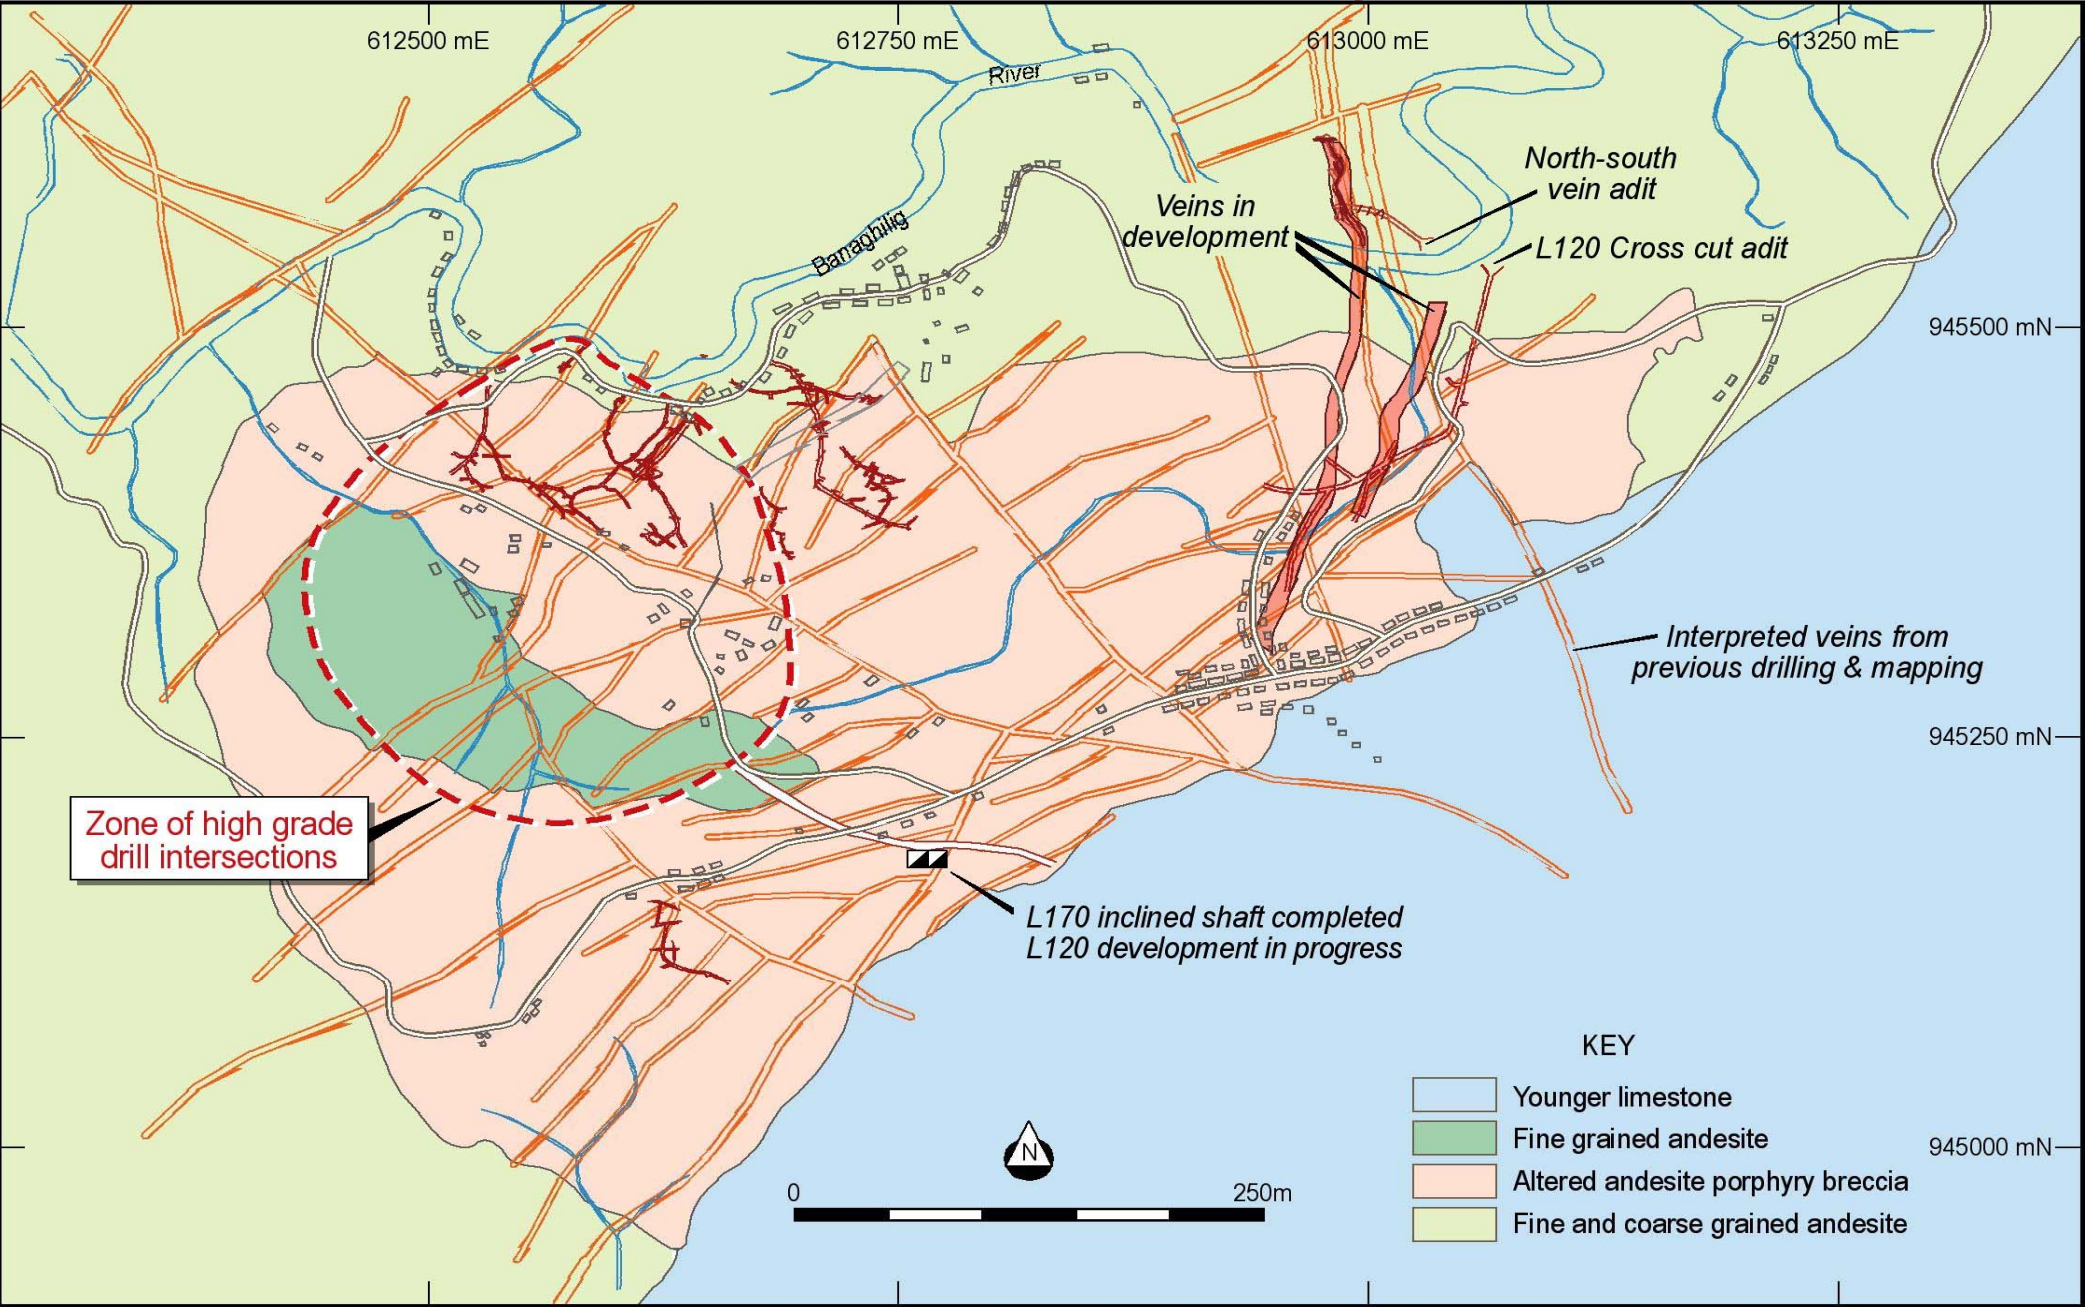 612500 mE
612750 mE
613000 mE
613250 mE
River
North-south
vein adit
Veins in
development
Banaghilig
L120 Cross cut adit
945500 mN
Interpreted veins from
previous drilling & mapping
945250 mN
Zone of high grade
drill intersections
L170 inclined shaft completed
L120 development in progress
KEY
Younger limestone
Fine grained andesite
Altered andesite porphyry breccia
Fine and coarse grained andesite
945000 mN
N
0
250m